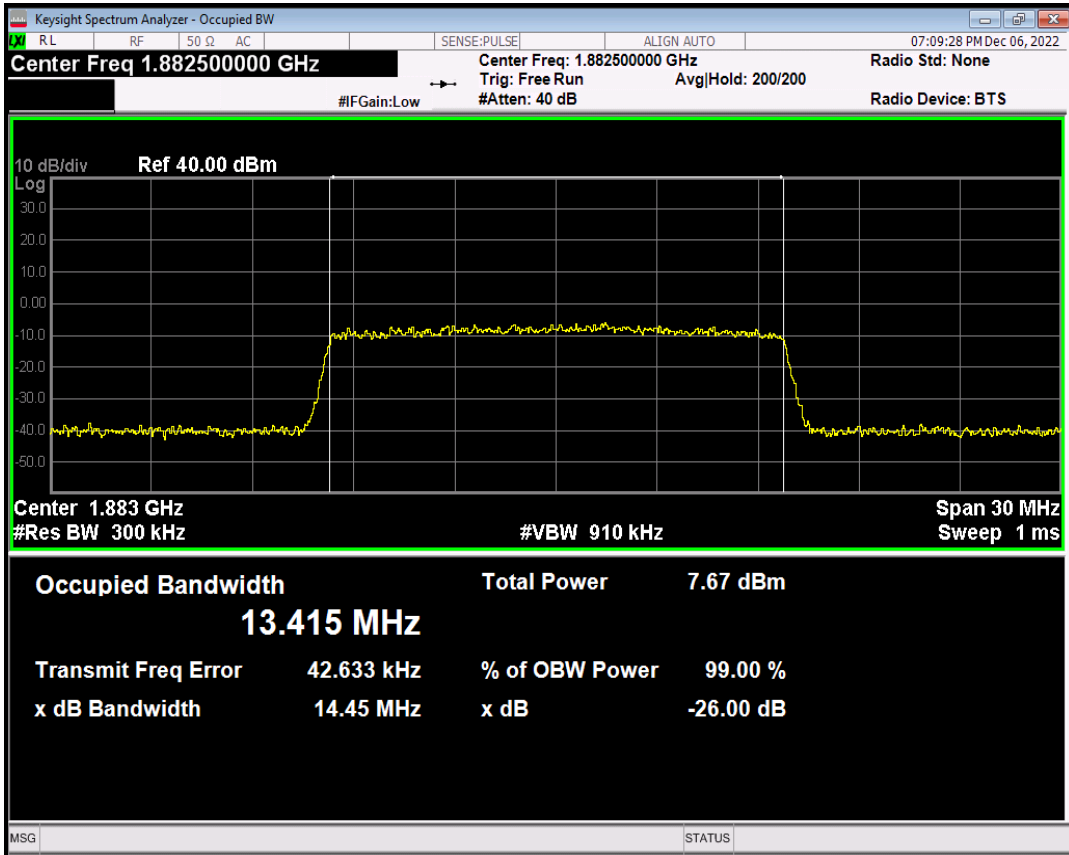 Keysight Spectrum Analyzer - Occupied BW
LXI RL RF 50 Ω AC SENSE:PULSE ALIGN AUTO 07:09:28 PM Dec 06, 2022
Center Freq 1.882500000 GHz Center Freq: 1.882500000 GHz Radio Std: None
Trig: Free Run Avg|Hold: 200/200
#IFGain:Low #Atten: 40 dB Radio Device: BTS
10 dB/div Ref 40.00 dBm
Log
30.0
20.0
10.0
0.00
-10.0
-20.0
-30.0
-40.0
-50.0
Center 1.883 GHz Span 30 MHz
#Res BW 300 kHz #VBW 910 kHz Sweep 1 ms
Occupied Bandwidth Total Power 7.67 dBm
13.415 MHz
Transmit Freq Error 42.633 kHz % of OBW Power 99.00 %
x dB Bandwidth 14.45 MHz x dB -26.00 dB
MSG STATUS